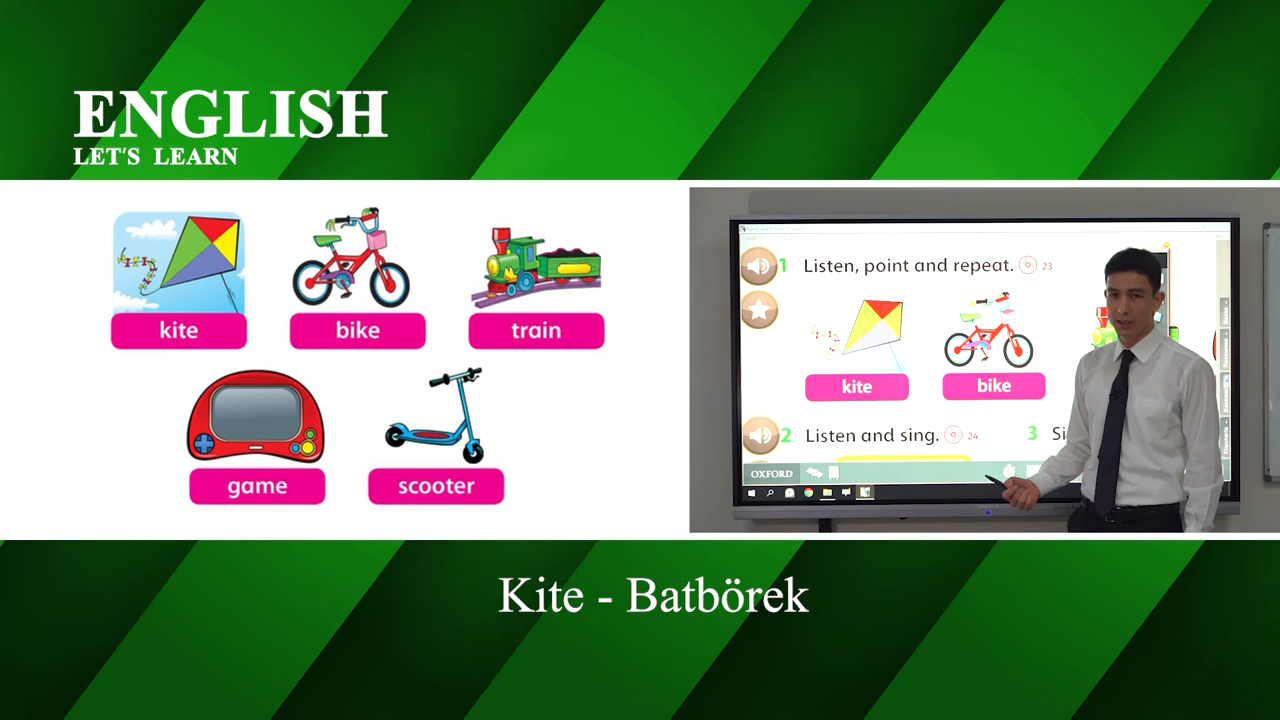 ENGLISH
LET'S LEARN
kite
bike
train
game
scooter
1 Listen, point and repeat. 23
kite
bike
2 Listen and sing. 24
3 Si
OXFORD
Kite - Batbörek